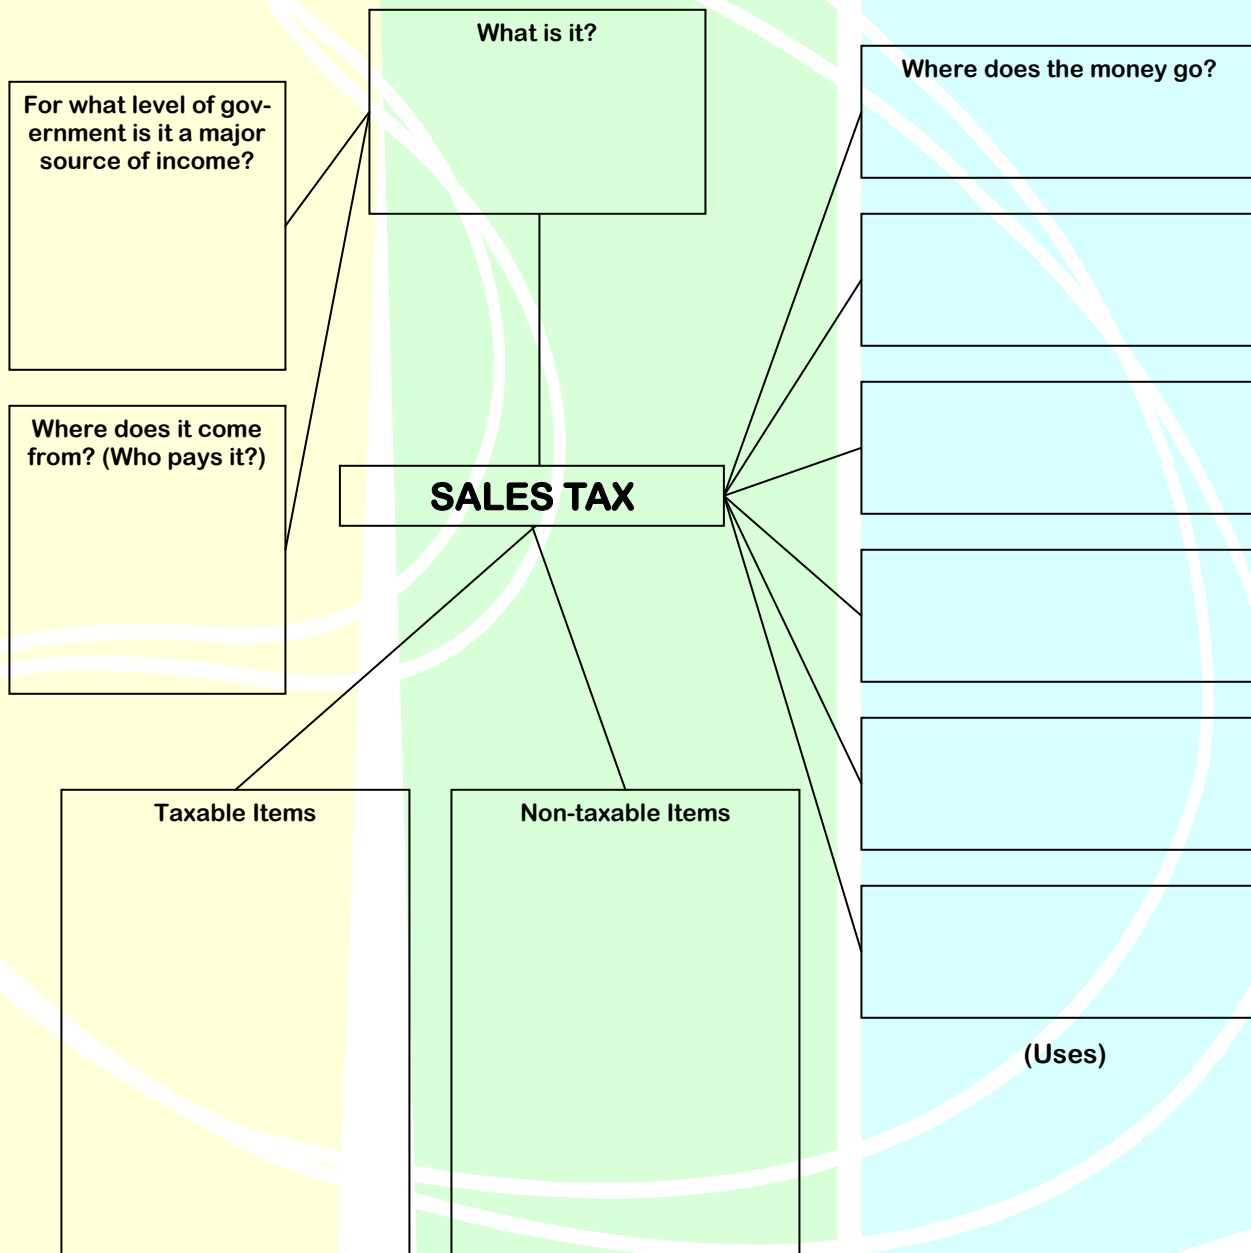 What is it?
Where does the money go?
For what level of gov-
ernment is it a major
source of income?
Where does it come
from? (Who pays it?)
SALES TAX
Taxable Items
Non-taxable Items
(Uses)